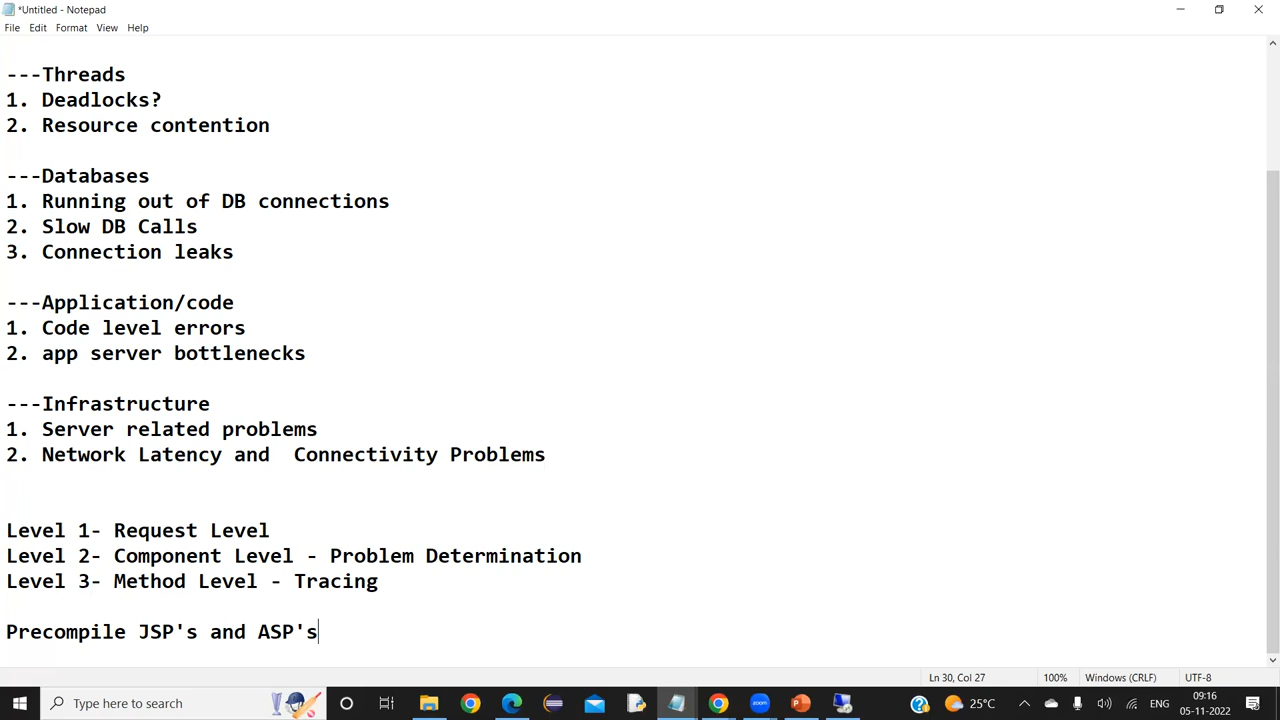 *Untitled - Notepad
File Edit Format View Help
---Threads
1. Deadlocks?
2. Resource contention
---Databases
1. Running out of DB connections
2. Slow DB Calls
3. Connection leaks
---Application/code
1. Code level errors
2. app server bottlenecks
---Infrastructure
1. Server related problems
2. Network Latency and  Connectivity Problems
Level 1- Request Level
Level 2- Component Level - Problem Determination
Level 3- Method Level - Tracing
Precompile JSP's and ASP's
Ln 30, Col 27 100% Windows (CRLF) UTF-8
Type here to search zoom 25°C ENG 09:16
05-11-2022